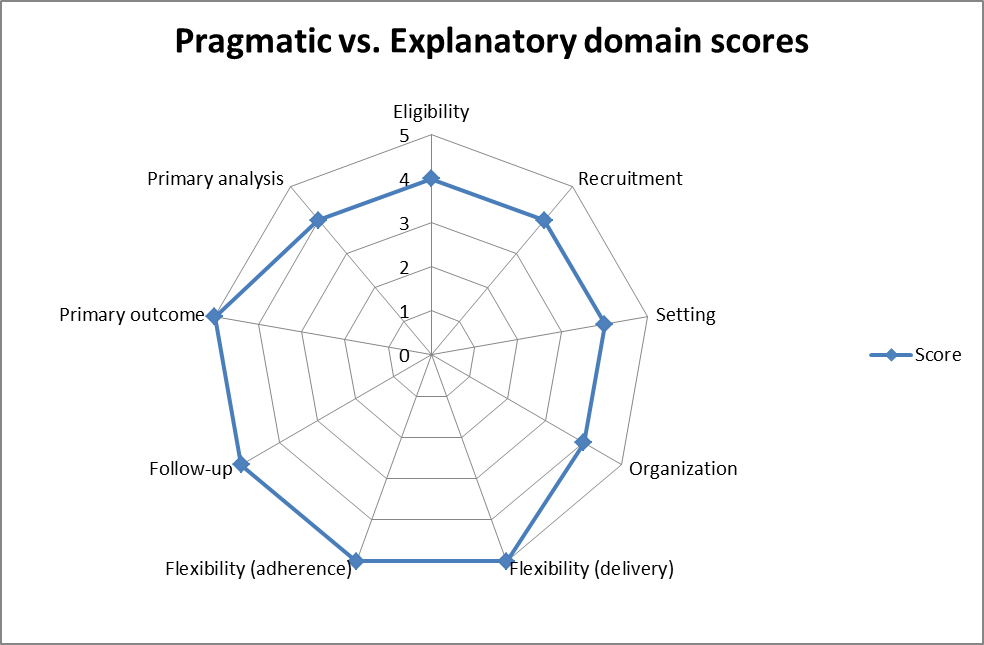 Pragmatic vs. Explanatory domain scores
Eligibility
5
Primary analysis
4
Recruitment
3
2
Primary outcome
1
Setting
0
Score
Follow-up
Organization
Flexibility (adherence)
Flexibility (delivery)